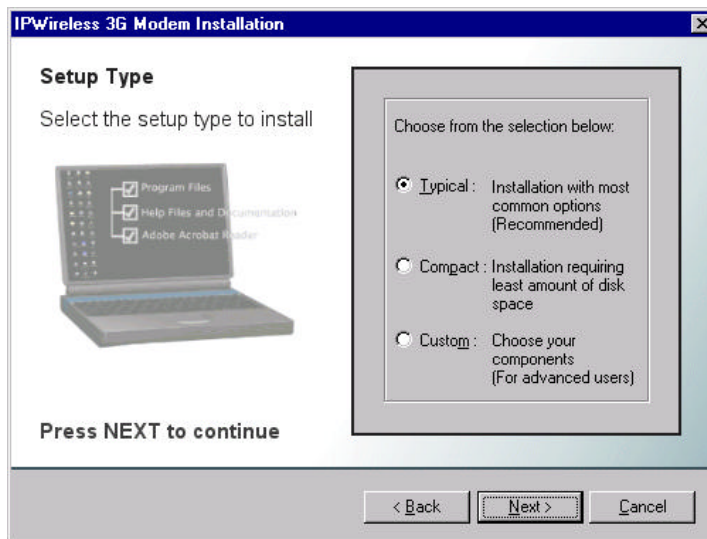 IPWireless 3G Modem Installation
Setup Type
Select the setup type to install
Program Files
Help Files and Documentation
Adobe Acrobat Reader
Choose from the selection below:
Typical : Installation with most
common options
(Recommended)
Compact : Installation requiring
least amount of disk
space
Custom : Choose your
components
(For advanced users)
Press NEXT to continue
< Back
Next >
Cancel